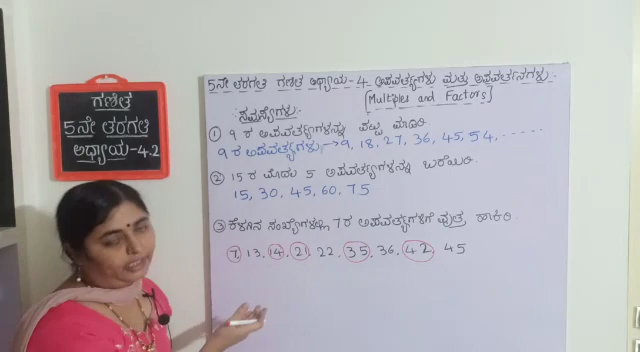 ಗಣಿತ
5ನೇ ತರಗತಿ
ಅಧ್ಯಾಯ-4.2
5ನೇ ತರಗತಿ ಗಣಿತ ಅಧ್ಯಾಯ-4 ಅಪವರ್ತ್ಯಗಳು ಮತ್ತು ಅಪವರ್ತನಗಳು
[Multiples and Factors]
ಸಮಸ್ಯೆಗಳು:
① 9 ರ ಅಪವರ್ತ್ಯಗಳನ್ನು ಪಟ್ಟಿ ಮಾಡಿರಿ
9 ರ ಅಪವರ್ತ್ಯಗಳು → 9, 18, 27, 36, 45, 54, ------
② 15 ರ ಮೊದಲ 5 ಅಪವರ್ತ್ಯಗಳನ್ನು ಬರೆಯಿರಿ.
15, 30, 45, 60, 75
③ ಕೆಳಗಿನ ಸಂಖ್ಯೆಗಳಲ್ಲಿ 7ರ ಅಪವರ್ತ್ಯಗಳಿಗೆ ವೃತ್ತ ಹಾಕಿರಿ
7, 13, 14, 21, 22, 35, 36, 42, 45